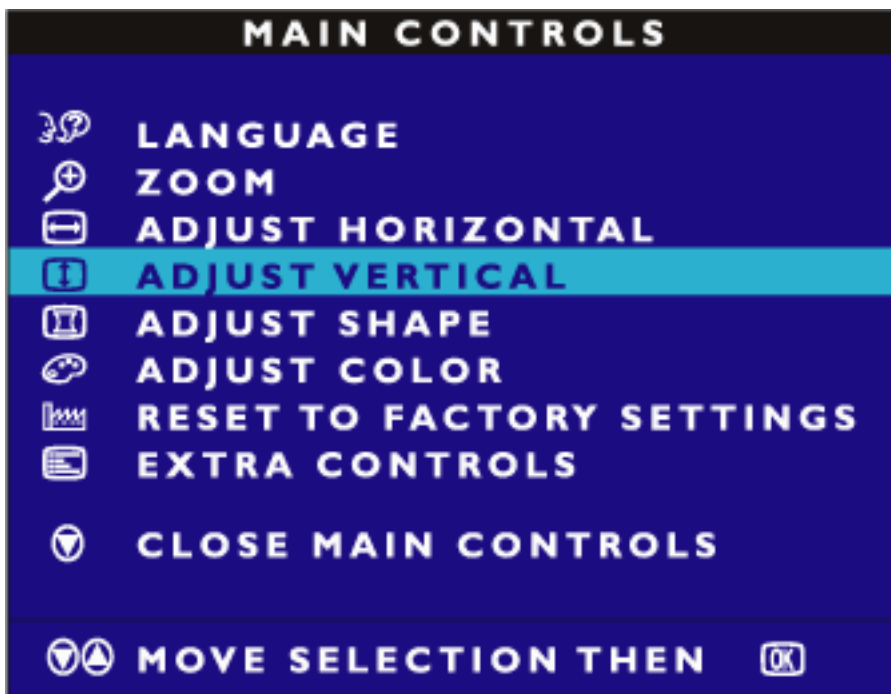 MAIN CONTROLS
LANGUAGE
ZOOM
ADJUST HORIZONTAL
ADJUST VERTICAL
ADJUST SHAPE
ADJUST COLOR
RESET TO FACTORY SETTINGS
EXTRA CONTROLS
CLOSE MAIN CONTROLS
MOVE SELECTION THEN OK